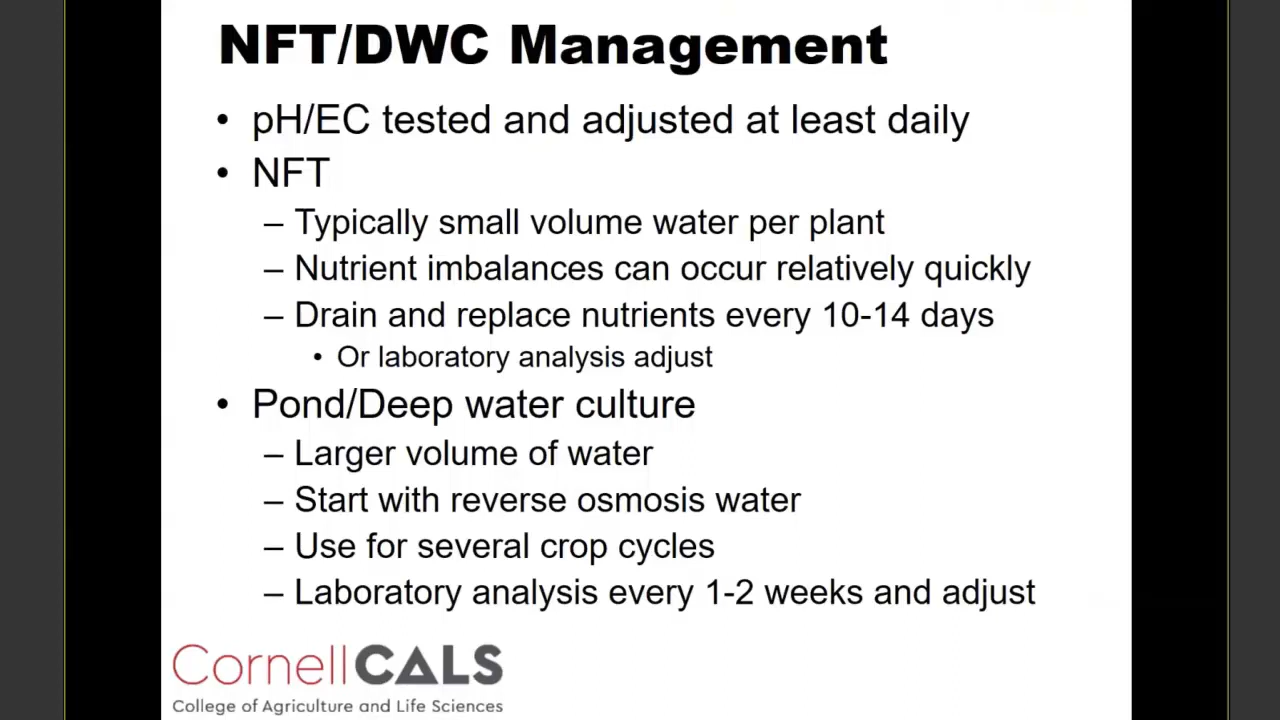 NFT/DWC Management
• pH/EC tested and adjusted at least daily
• NFT
– Typically small volume water per plant
– Nutrient imbalances can occur relatively quickly
– Drain and replace nutrients every 10-14 days
• Or laboratory analysis adjust
• Pond/Deep water culture
– Larger volume of water
– Start with reverse osmosis water
– Use for several crop cycles
– Laboratory analysis every 1-2 weeks and adjust
CornellCALS
College of Agriculture and Life Sciences